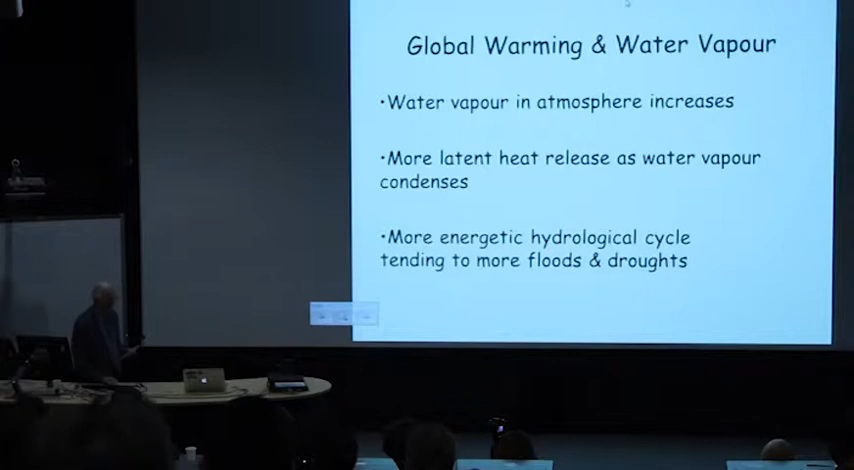 Global Warming & Water Vapour
•Water vapour in atmosphere increases
•More latent heat release as water vapour
condenses
•More energetic hydrological cycle
tending to more floods & droughts